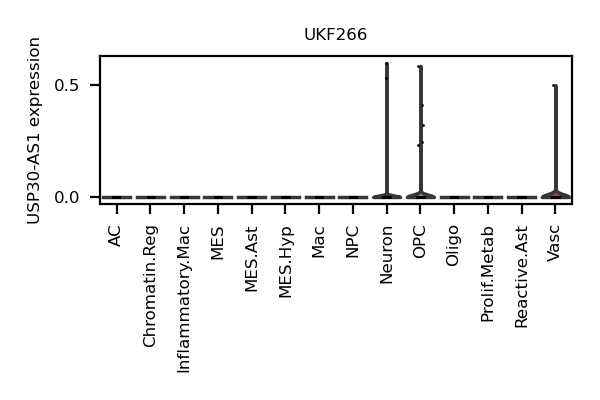 UKF266
USP30-AS1 expression
0.5
0.0
AC
Chromatin.Reg
Inflammatory.Mac
MES
MES.Ast
MES.Hyp
Mac
NPC
Neuron
OPC
Oligo
Prolif.Metab
Reactive.Ast
Vasc